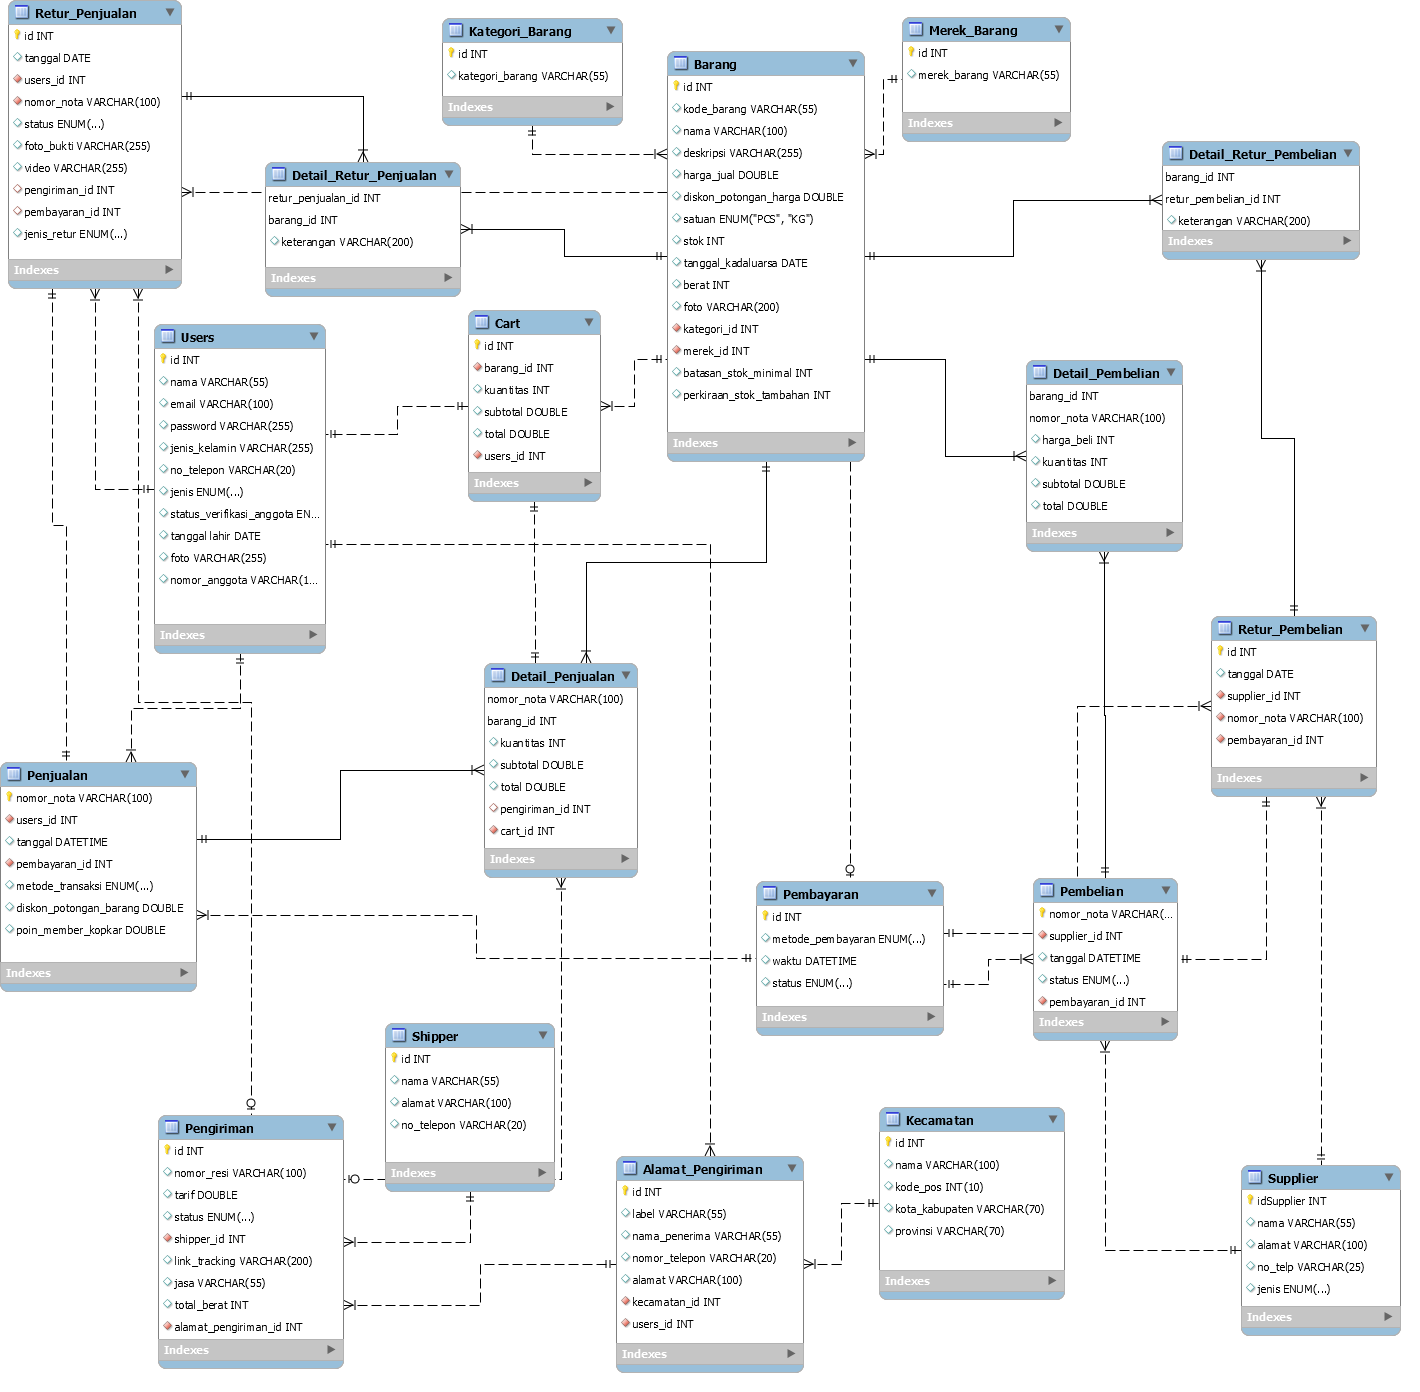 Retur_Penjualan
id INT
tanggal DATE
users_id INT
nomor_nota VARCHAR(100)
status ENUM(...)
foto_bukti VARCHAR(255)
video VARCHAR(255)
pengiriman_id INT
pembayaran_id INT
jenis_retur ENUM(...)
Indexes
Kategori_Barang
id INT
kategori_barang VARCHAR(55)
Indexes
Barang
id INT
kode_barang VARCHAR(55)
nama VARCHAR(100)
deskripsi VARCHAR(255)
harga_jual DOUBLE
diskon_potongan_harga DOUBLE
satuan ENUM("PCS", "KG")
stok INT
tanggal_kadaluarsa DATE
berat INT
foto VARCHAR(200)
kategori_id INT
merek_id INT
batasan_stok_minimal INT
perkiraan_stok_tambahan INT
Indexes
Merek_Barang
id INT
merek_barang VARCHAR(55)
Indexes
Detail_Retur_Penjualan
retur_penjualan_id INT
barang_id INT
keterangan VARCHAR(200)
Indexes
Detail_Retur_Pembelian
barang_id INT
retur_pembelian_id INT
keterangan VARCHAR(200)
Indexes
Users
id INT
nama VARCHAR(55)
email VARCHAR(100)
password VARCHAR(255)
jenis_kelamin VARCHAR(255)
no_telepon VARCHAR(20)
jenis ENUM(...)
status_verifikasi_anggota EN...
tanggal lahir DATE
foto VARCHAR(255)
nomor_anggota VARCHAR(1...
Indexes
Cart
id INT
barang_id INT
kuantitas INT
subtotal DOUBLE
total DOUBLE
users_id INT
Indexes
Detail_Pembelian
barang_id INT
nomor_nota VARCHAR(100)
harga_beli INT
kuantitas INT
subtotal DOUBLE
total DOUBLE
Indexes
Detail_Penjualan
nomor_nota VARCHAR(100)
barang_id INT
kuantitas INT
subtotal DOUBLE
total DOUBLE
pengiriman_id INT
cart_id INT
Indexes
Retur_Pembelian
id INT
tanggal DATE
supplier_id INT
nomor_nota VARCHAR(100)
pembayaran_id INT
Indexes
Penjualan
nomor_nota VARCHAR(100)
users_id INT
tanggal DATETIME
pembayaran_id INT
metode_transaksi ENUM(...)
diskon_potongan_barang DOUBLE
poin_member_kopkar DOUBLE
Indexes
Pembayaran
id INT
metode_pembayaran ENUM(...)
waktu DATETIME
status ENUM(...)
Indexes
Pembelian
nomor_nota VARCHAR(...
supplier_id INT
tanggal DATETIME
status ENUM(...)
pembayaran_id INT
Indexes
Shipper
id INT
nama VARCHAR(55)
alamat VARCHAR(100)
no_telepon VARCHAR(20)
Indexes
Pengiriman
id INT
nomor_resi VARCHAR(100)
tarif DOUBLE
status ENUM(...)
shipper_id INT
link_tracking VARCHAR(200)
jasa VARCHAR(55)
total_berat INT
alamat_pengiriman_id INT
Indexes
Alamat_Pengiriman
id INT
label VARCHAR(55)
nama_penerima VARCHAR(55)
nomor_telepon VARCHAR(20)
alamat VARCHAR(100)
kecamatan_id INT
users_id INT
Indexes
Kecamatan
id INT
nama VARCHAR(100)
kode_pos INT(10)
kota_kabupaten VARCHAR(70)
provinsi VARCHAR(70)
Indexes
Supplier
idSupplier INT
nama VARCHAR(55)
alamat VARCHAR(100)
no_telp VARCHAR(25)
jenis ENUM(...)
Indexes